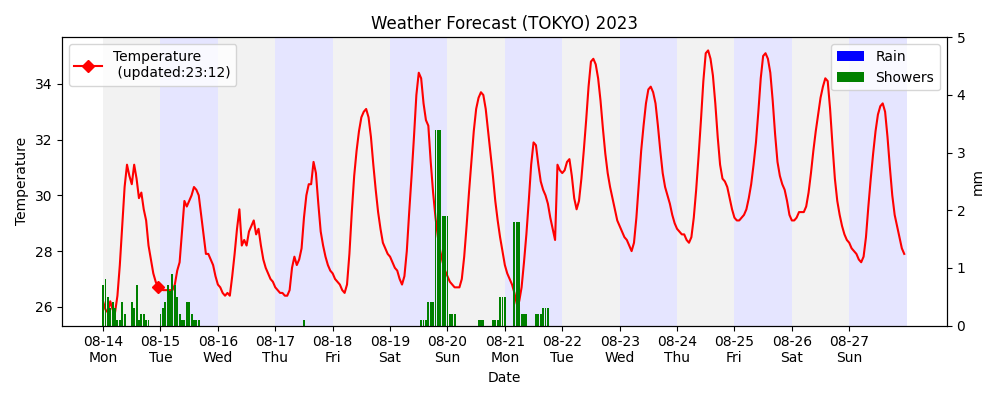 Weather Forecast (TOKYO) 2023
Temperature
(updated:23:12)
Rain
Showers
Temperature
34
32
30
28
26
mm
5
4
3
2
1
0
08-14 08-15 08-16 08-17 08-18 08-19 08-20 08-21 08-22 08-23 08-24 08-25 08-26 08-27
Mon Tue Wed Thu Fri Sat Sun Mon Tue Wed Thu Fri Sat Sun
Date